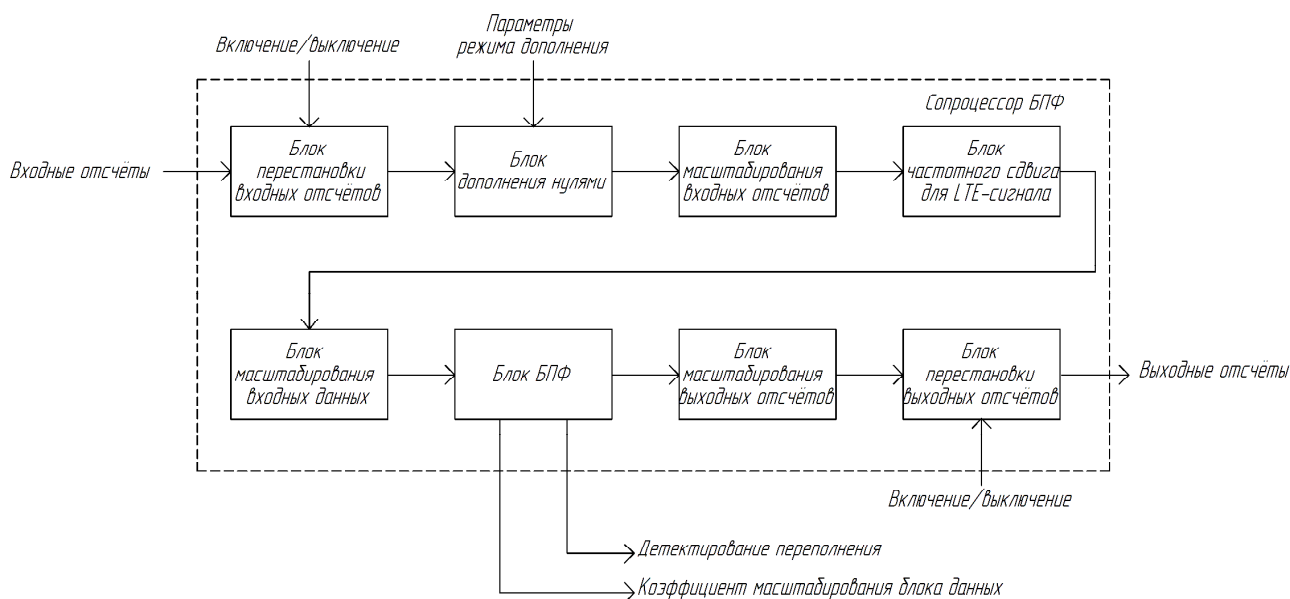 Параметры
режима дополнения
Включение/выключение
Сопроцессор БПФ
Входные отсчёты
Блок
перестановки
входных отсчётов
Блок
дополнения нулями
Блок
масштабирования
входных отсчётов
Блок
частотного сдвига
для LTE-сигнала
Блок
масштабирования
входных данных
Блок БПФ
Блок
масштабирования
выходных отсчётов
Блок
перестановки
выходных отсчётов
Выходные отсчёты
Включение/выключение
Детектирование переполнения
Коэффициент масштабирования блока данных